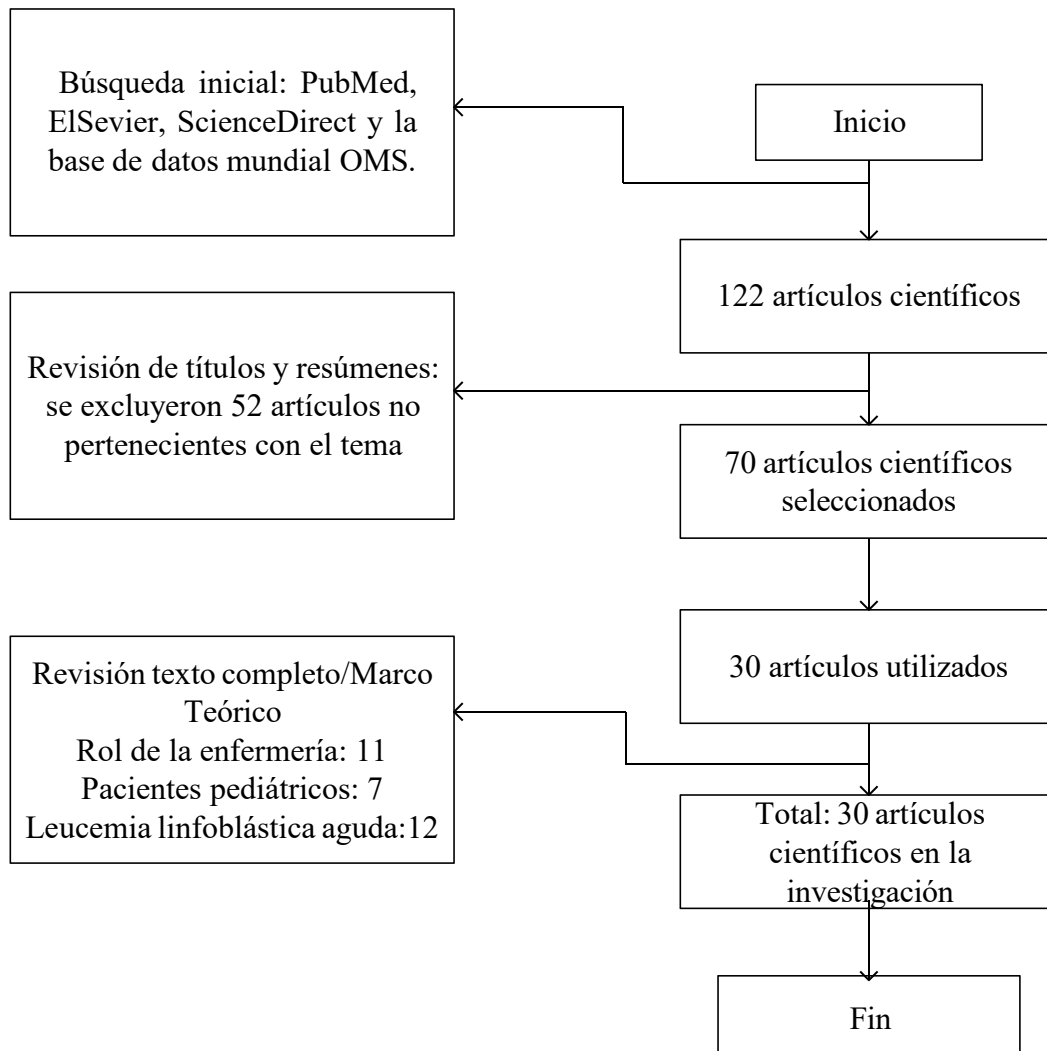 Búsqueda inicial: PubMed,
ElSevier, ScienceDirect y la
base de datos mundial OMS.
Inicio
122 artículos científicos
Revisión de títulos y resúmenes:
se excluyeron 52 artículos no
pertenecientes con el tema
70 artículos científicos
seleccionados
30 artículos utilizados
Revisión texto completo/Marco
Teórico
Rol de la enfermería: 11
Pacientes pediátricos: 7
Leucemia linfoblástica aguda:12
Total: 30 artículos
científicos en la
investigación
Fin